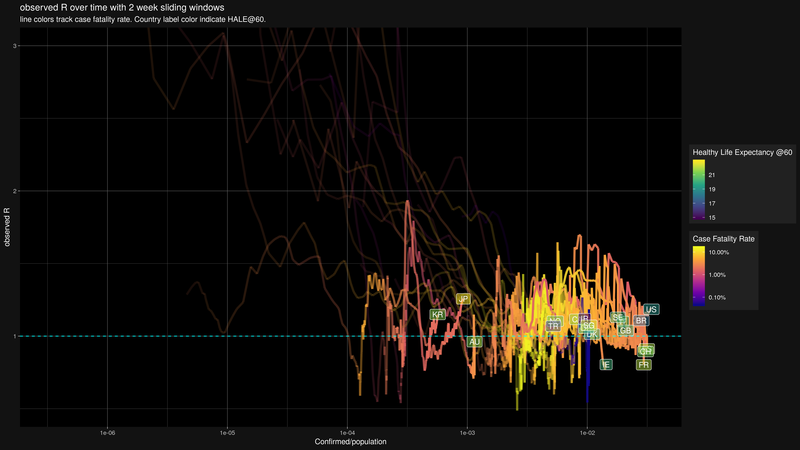 observed R over time with 2 week sliding windows
line colors track case fatality rate. Country label color indicate HALE@60.
observed R
3
2
1
KR
JP
AU
TR
IR
SE
US
BR
GB
IE
FR
1e-06
1e-05
1e-04
1e-03
1e-02
Confirmed/population
Healthy Life Expectancy @60
21
19
17
15
Case Fatality Rate
10.00%
1.00%
0.10%